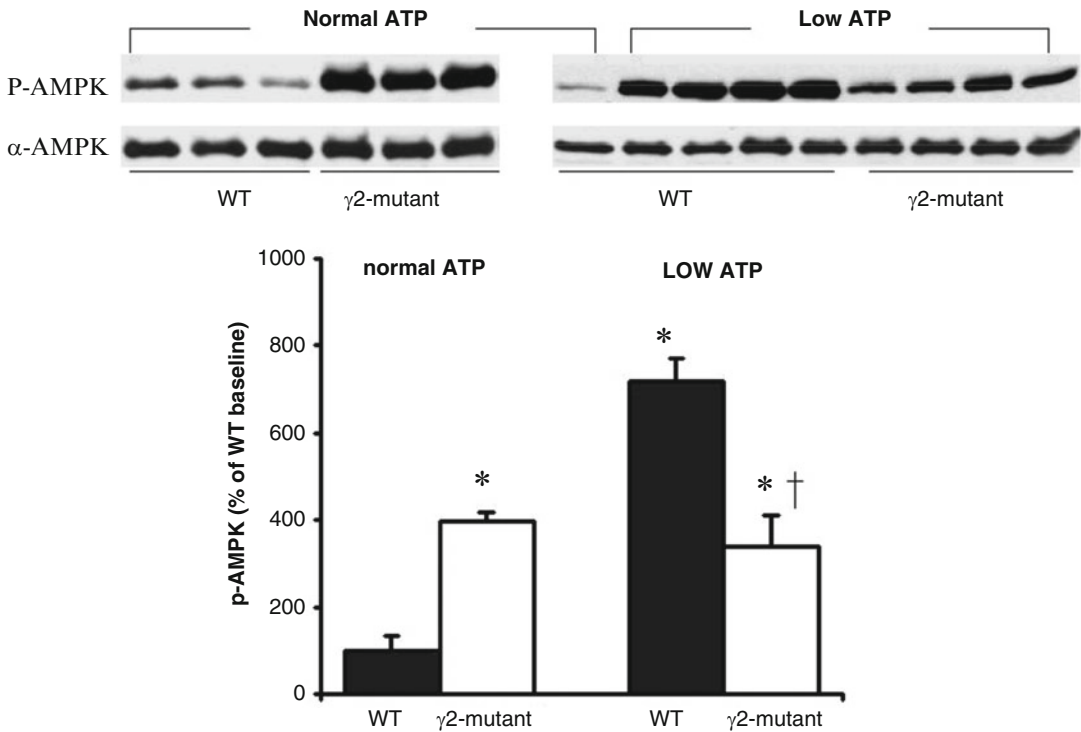 Normal ATP
Low ATP
P-AMPK
α-AMPK
WT
γ2-mutant
WT
γ2-mutant
normal ATP
LOW ATP
p-AMPK (% of WT baseline)
1000
800
600
400
200
0
*
*
* †
WT
γ2-mutant
WT
γ2-mutant